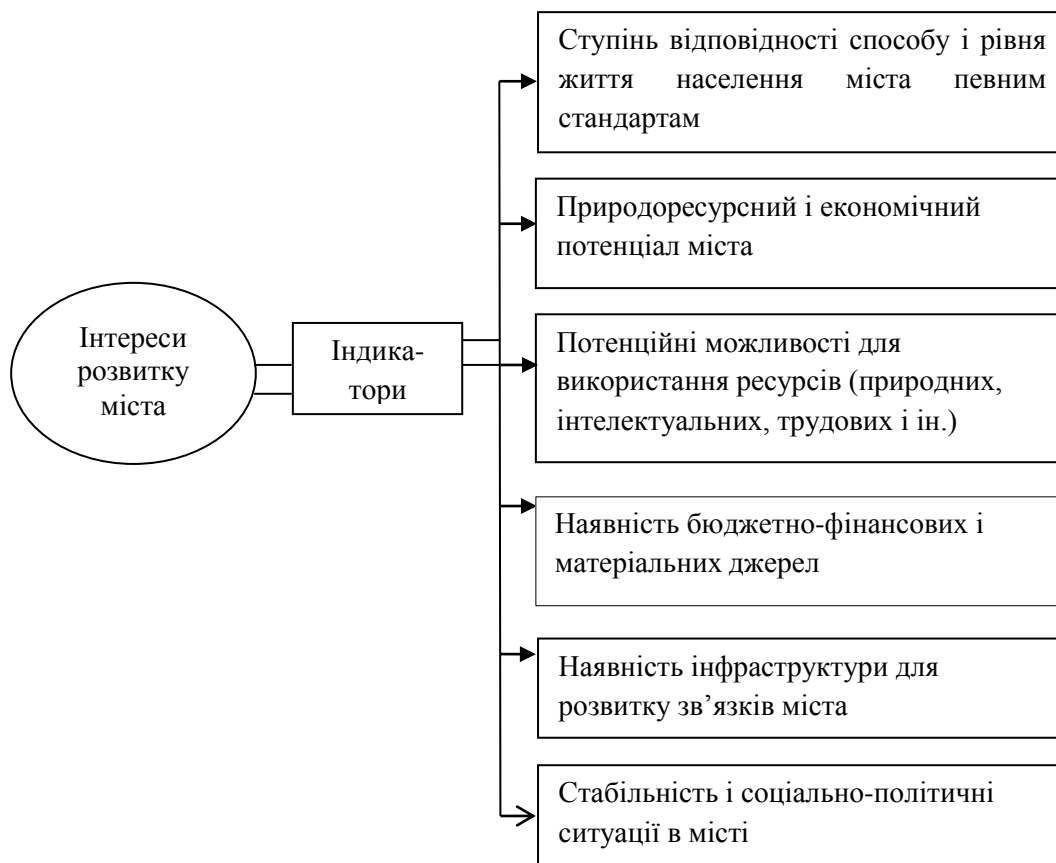 Ступінь відповідності способу і рівня
життя населення міста певним
стандартам
Природоресурсний і економічний
потенціал міста
Інтереси
розвитку
міста
Індика-
тори
Потенційні можливості для
використання ресурсів (природних,
інтелектуальних, трудових і ін.)
Наявність бюджетно-фінансових і
матеріальних джерел
Наявність інфраструктури для
розвитку зв’язків міста
Стабільність і соціально-політичні
ситуації в місті